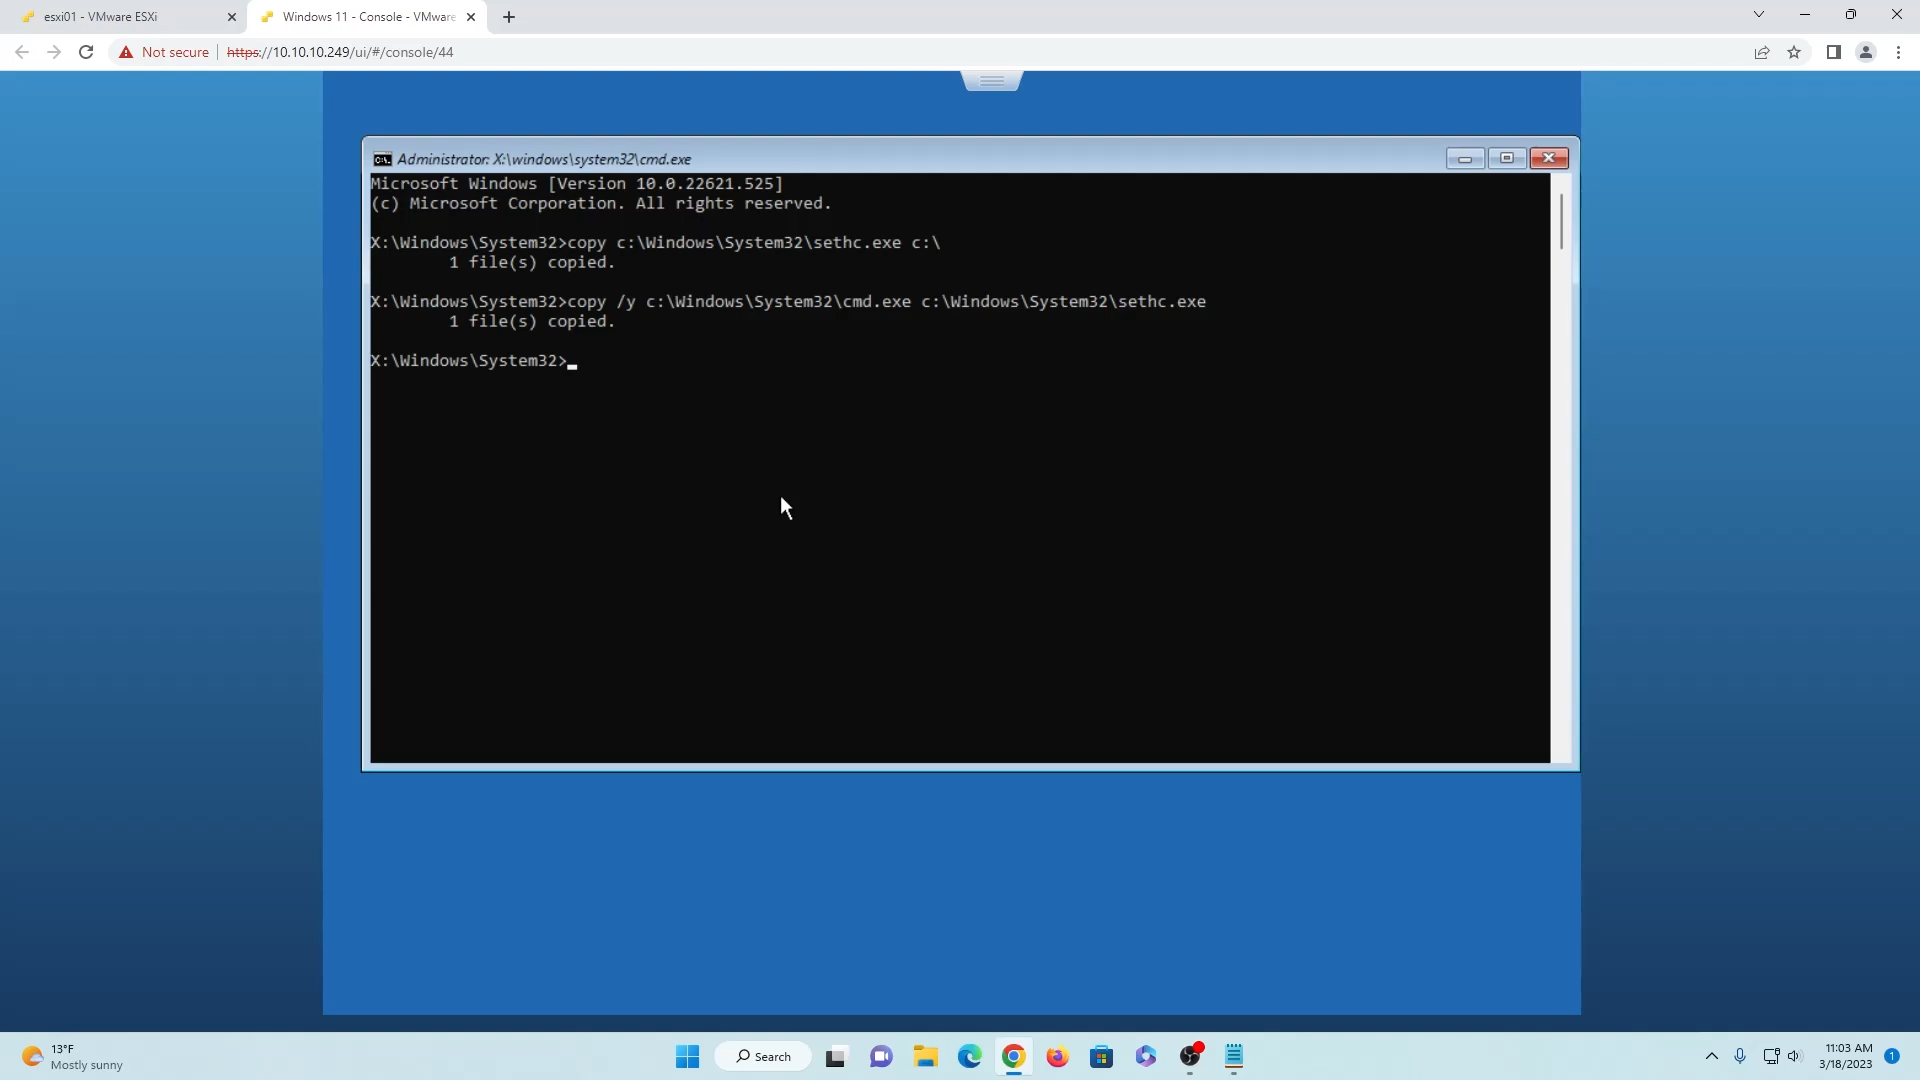 esxi01 - VMware ESXi
Windows 11 - Console - VMware
Not secure
https://10.10.10.249/ui/#/console/44
Administrator: X:\windows\system32\cmd.exe
Microsoft Windows [Version 10.0.22621.525]
(c) Microsoft Corporation. All rights reserved.
X:\Windows\System32>copy c:\Windows\System32\sethc.exe c:\
1 file(s) copied.
X:\Windows\System32>copy /y c:\Windows\System32\cmd.exe c:\Windows\System32\sethc.exe
1 file(s) copied.
X:\Windows\System32>
13°F
Mostly sunny
Search
11:03 AM
3/18/2023
1